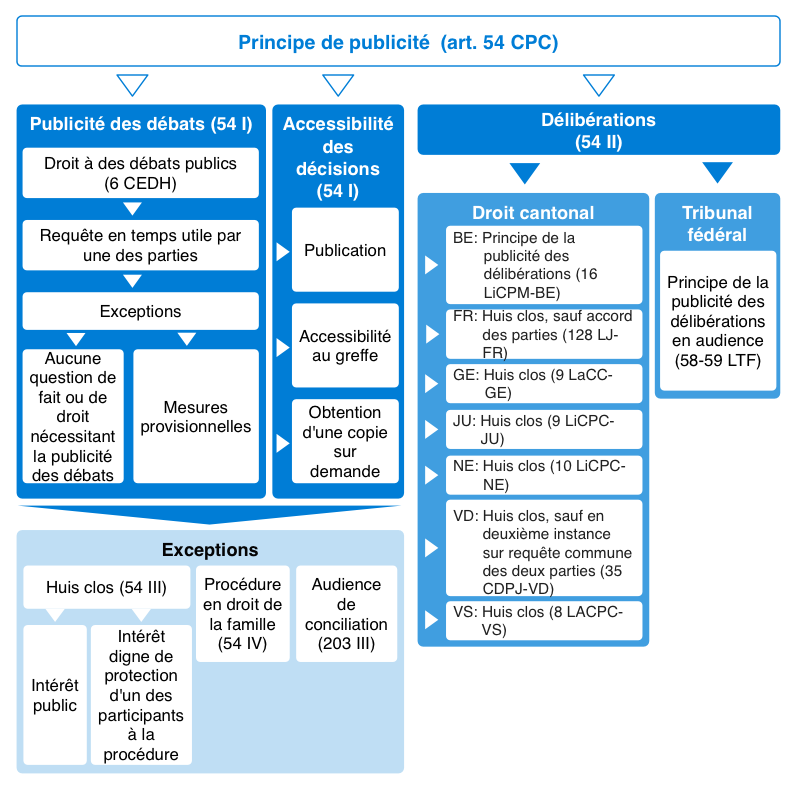 Principe de publicité (art. 54 CPC)
Publicité des débats (54 I)
Droit à des débats publics
(6 CEDH)
Requête en temps utile par
une des parties
Exceptions
Aucune
question de
fait ou de
droit
nécessitant
la publicité
des débats
Mesures
provisionnelles
Accessibilité
des
décisions
(54 I)
Publication
Accessibilité
au greffe
Obtention
d'une copie
sur
demande
Exceptions
Huis clos (54 III)
Intérêt
public
Intérêt
digne de
protection
d'un des
participants
à la
procédure
Procédure
en droit de
la famille
(54 IV)
Audience
de
conciliation
(203 III)
Délibérations
(54 II)
Droit cantonal
BE: Principe de la
publicité des
délibérations (16
LiCPM-BE)
FR: Huis clos, sauf accord
des parties (128 LJ-
FR)
GE: Huis clos (9 LaCC-
GE)
JU: Huis clos (9 LiCPC-
JU)
NE: Huis clos (10 LiCPC-
NE)
VD: Huis clos, sauf en
deuxième instance
sur requête commune
des deux parties (35
CDPJ-VD)
VS: Huis clos (8 LACPC-
VS)
Tribunal
fédéral
Principe de la
publicité des
délibérations
en audience
(58-59 LTF)